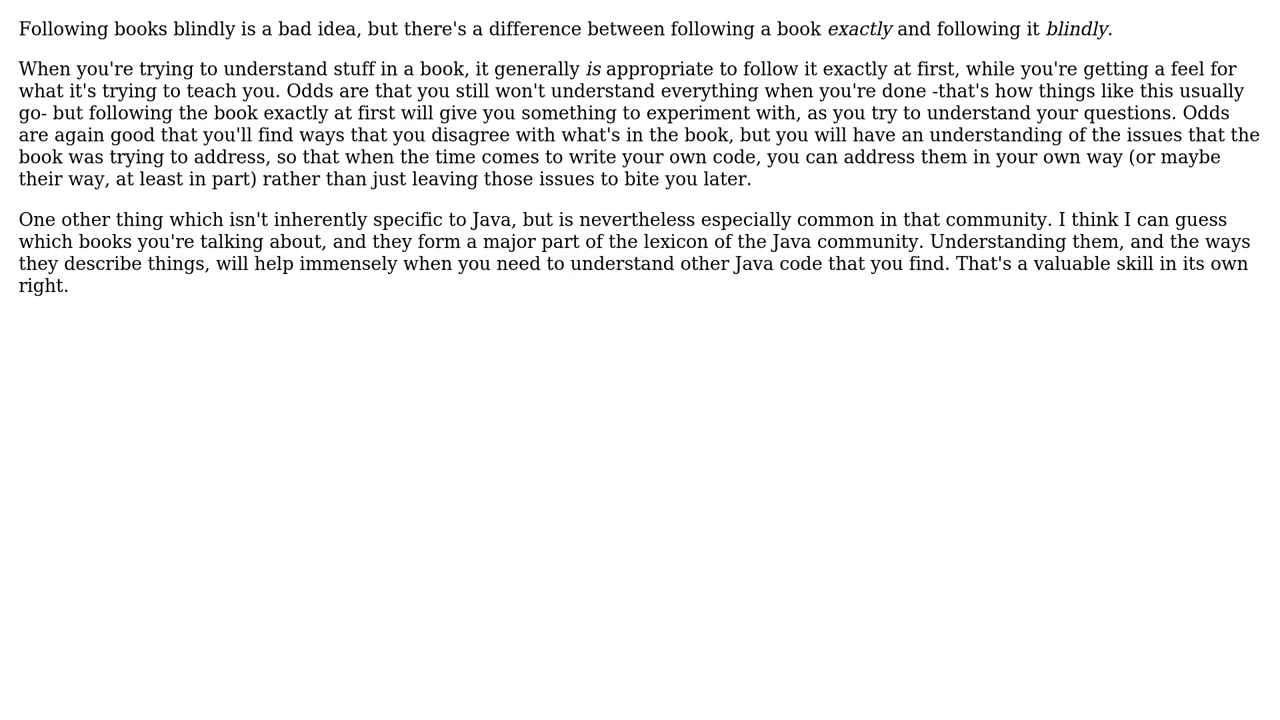 Following books blindly is a bad idea, but there's a difference between following a book exactly and following it blindly.
When you're trying to understand stuff in a book, it generally is appropriate to follow it exactly at first, while you're getting a feel for
what it's trying to teach you. Odds are that you still won't understand everything when you're done -that's how things like this usually
go- but following the book exactly at first will give you something to experiment with, as you try to understand your questions. Odds
are again good that you'll find ways that you disagree with what's in the book, but you will have an understanding of the issues that the
book was trying to address, so that when the time comes to write your own code, you can address them in your own way (or maybe
their way, at least in part) rather than just leaving those issues to bite you later.
One other thing which isn't inherently specific to Java, but is nevertheless especially common in that community. I think I can guess
which books you're talking about, and they form a major part of the lexicon of the Java community. Understanding them, and the ways
they describe things, will help immensely when you need to understand other Java code that you find. That's a valuable skill in its own
right.